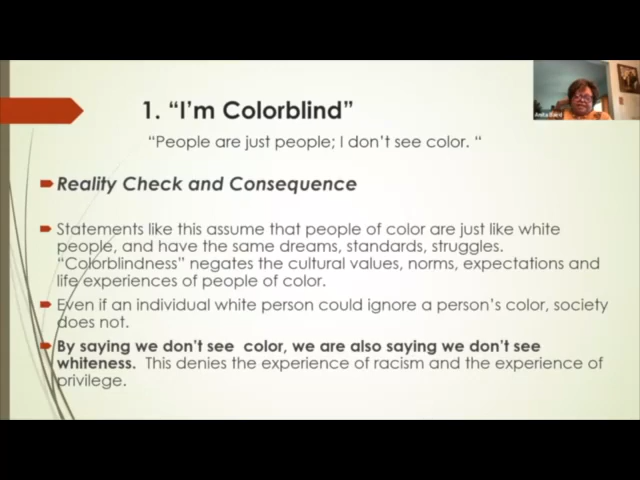 1. “I’m Colorblind”
“People are just people; I don’t see color. “
Reality Check and Consequence
Statements like this assume that people of color are just like white
people, and have the same dreams, standards, struggles.
“Colorblindness” negates the cultural values, norms, expectations and
life experiences of people of color.
Even if an individual white person could ignore a person’s color, society
does not.
By saying we don’t see color, we are also saying we don’t see
whiteness. This denies the experience of racism and the experience of
privilege.
Anita